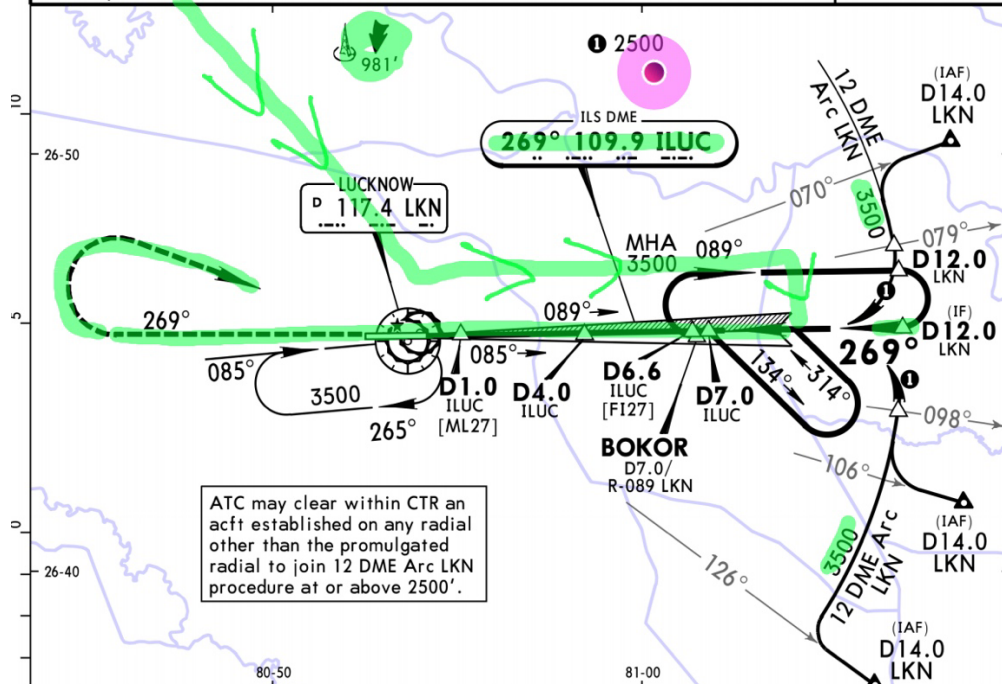 ❶ 2500
981'
ILS DME
269° 109.9 ILUC
12 DME
Arc LKN
(IAF)
D14.0
LKN
10
26-50
LUCKNOW
D 117.4 LKN
070°
3500
079°
MHA
3500
089°
D12.0
LKN
❶
5
269°
089°
(IF)
D12.0
LKN
269°
085°
085°
D1.0
ILUC
[ML27]
D4.0
ILUC
D6.6
ILUC
[FI27]
D7.0
ILUC
134°
314°
❶
3500
265°
098°
BOKOR
D7.0/
R-089 LKN
106°
ATC may clear within CTR an
acft established on any radial
other than the promulgated
radial to join 12 DME Arc LKN
procedure at or above 2500'.
(IAF)
D14.0
LKN
0
3500
12 DME Arc
LKN
26-40
126°
(IAF)
D14.0
LKN
80-50
81-00